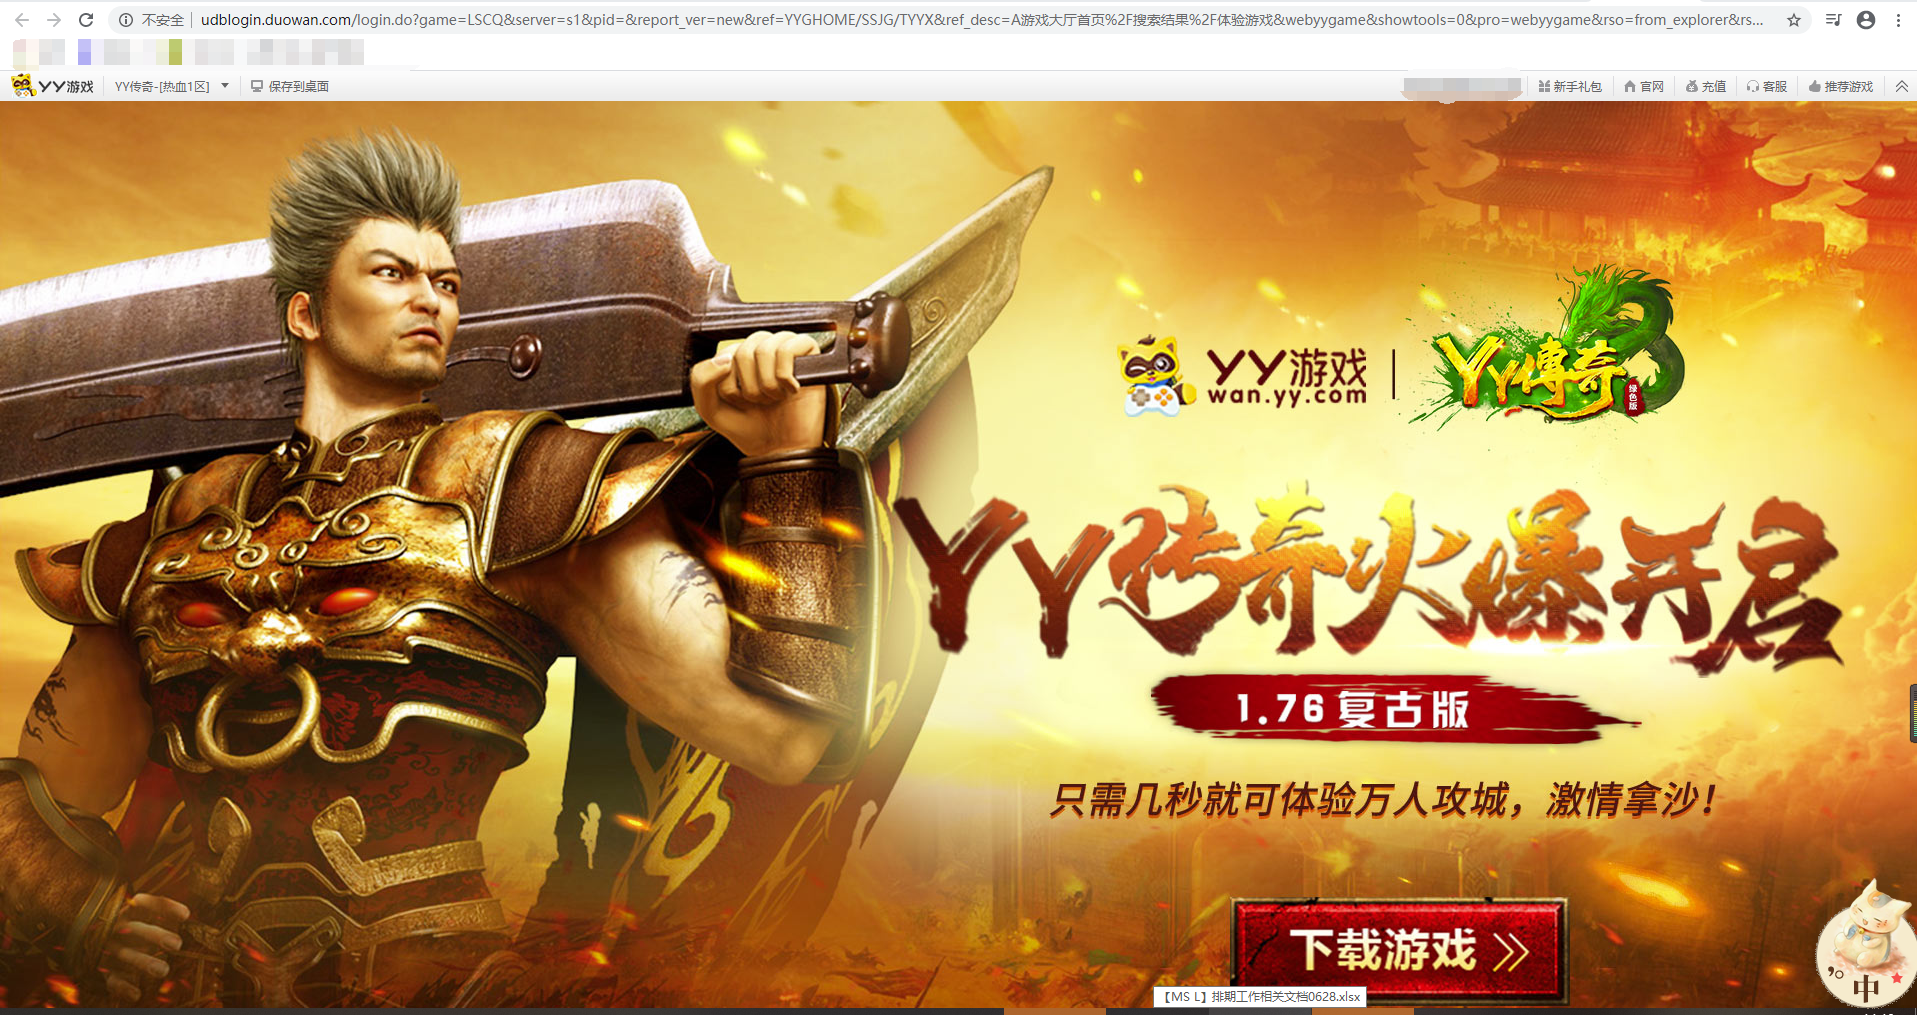 不安全 udblogin.duowan.com/login.do?game=LSCQ&server=s1&pid=&report_ver=new&ref=YYGHOME/SSJG/TYYX&ref_desc=A游戏大厅首页%2F搜索结果%2F体验游戏&webyygame&showtools=0&pro=webyygame&rso=from_explorer&rs...
YY游戏 YY传奇-[热血1区] 保存到桌面 新手礼包 官网 充值 客服 推荐游戏
YY游戏
wan.yy.com
YY傳奇
绿色版
YY传奇火爆开启
1.76复古版
只需几秒就可体验万人攻城，激情拿沙！
下载游戏
【MS L】排期工作相关文档0628.xlsx
中